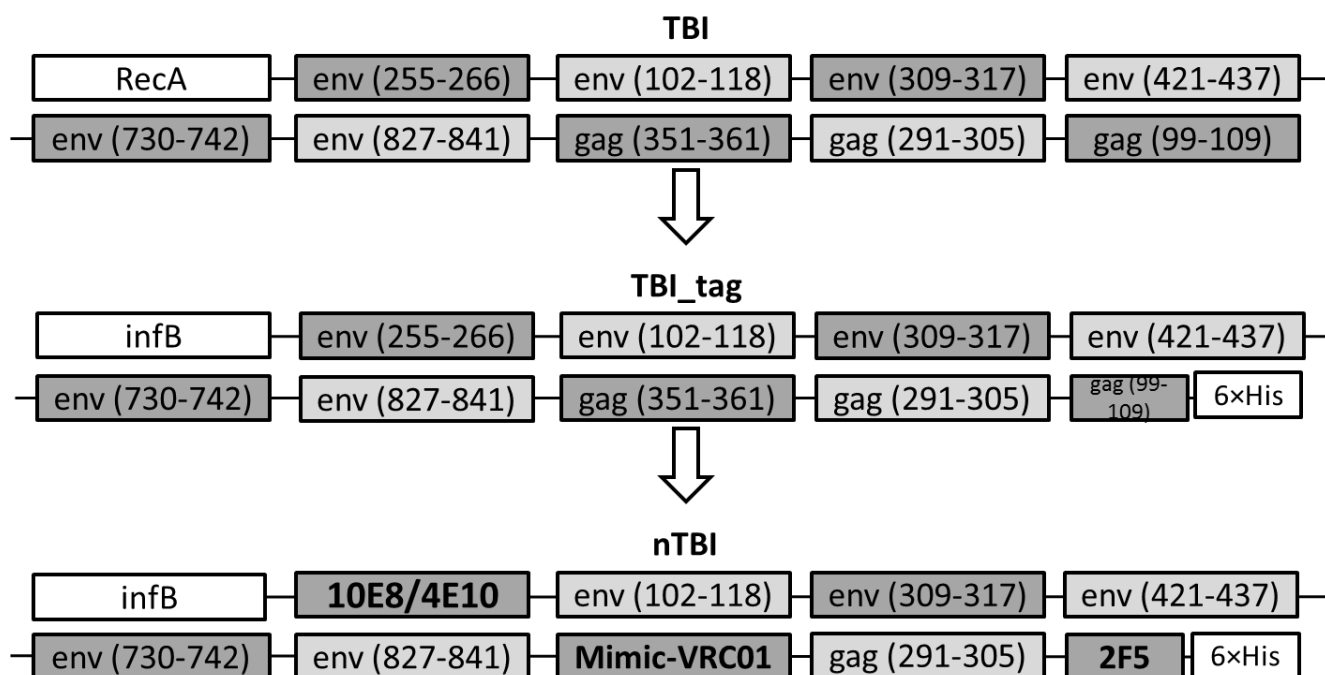 TBI
RecA env (255-266) env (102-118) env (309-317) env (421-437)
env (730-742) env (827-841) gag (351-361) gag (291-305) gag (99-109)
TBI_tag
infB env (255-266) env (102-118) env (309-317) env (421-437)
env (730-742) env (827-841) gag (351-361) gag (291-305) gag (99-
109) 6×His
nTBI
infB 10E8/4E10 env (102-118) env (309-317) env (421-437)
env (730-742) env (827-841) Mimic-VRC01 gag (291-305) 2F5 6×His